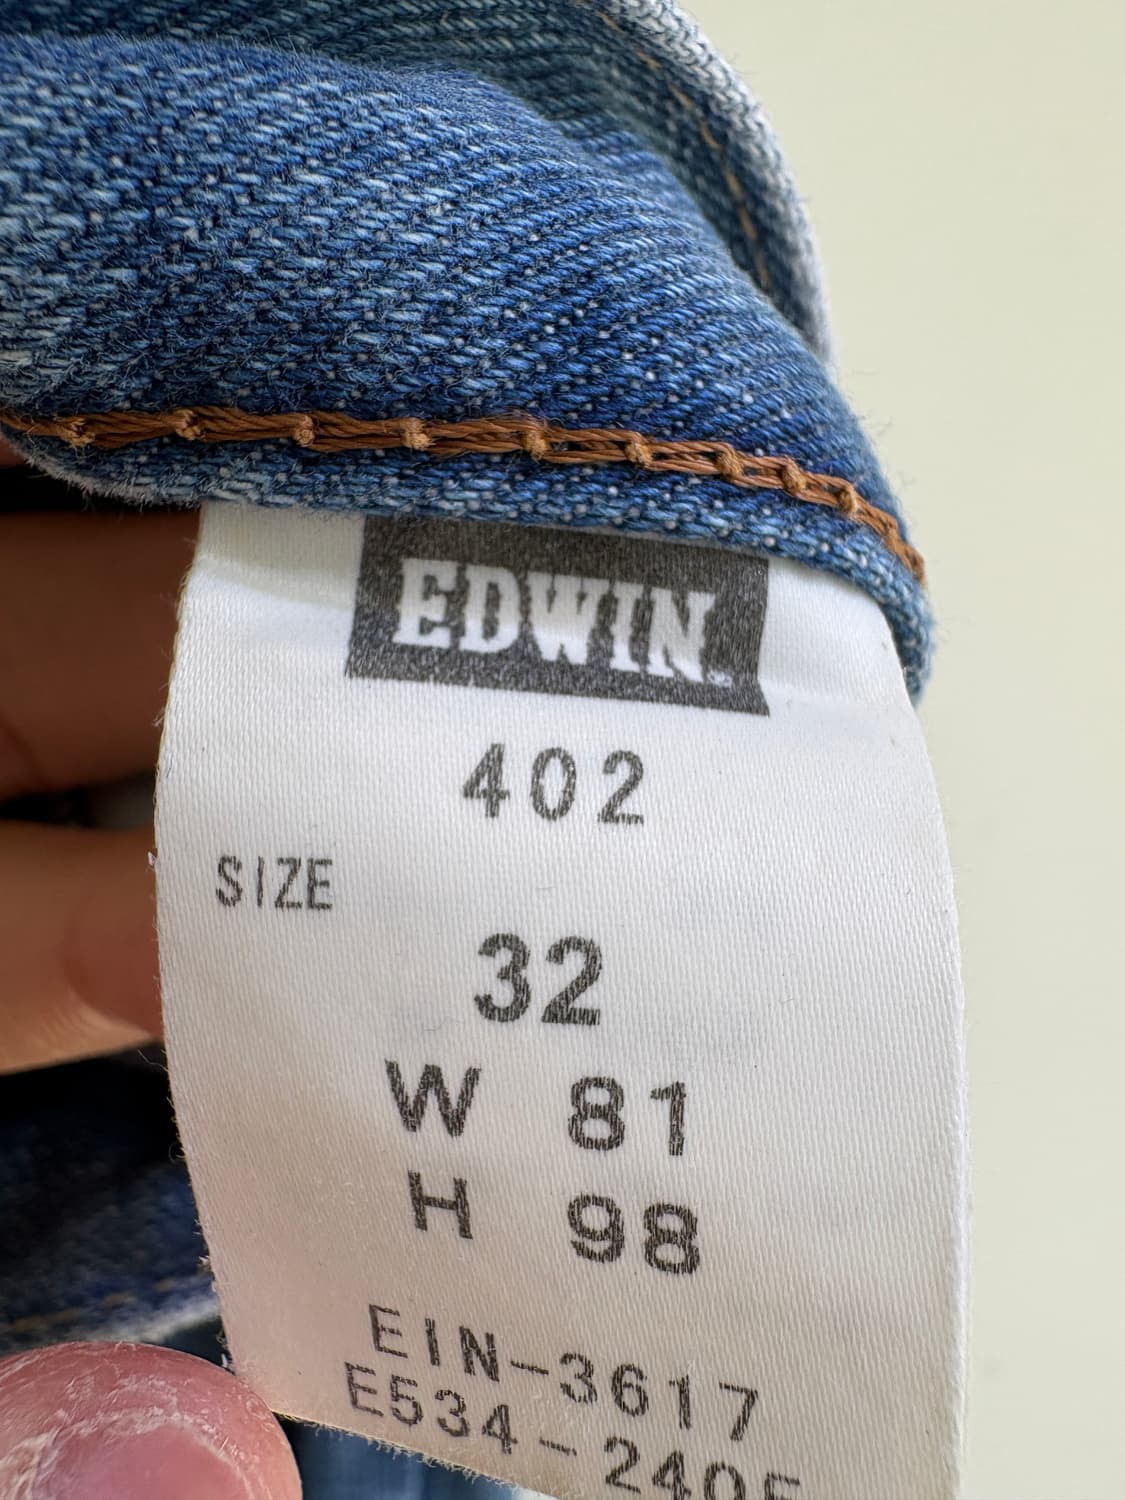 EDWIN
402
SIZE
32
W 81
H 98
EIN-3617